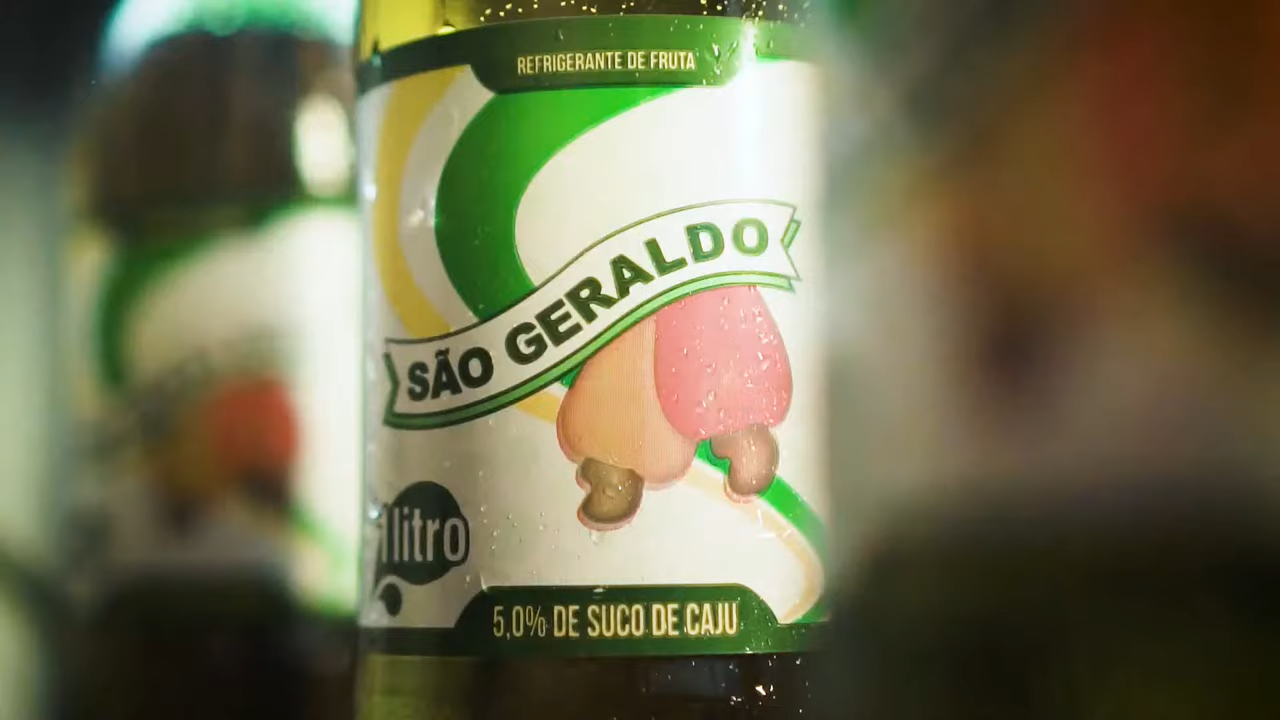 REFRIGERANTE DE FRUTA
SÃO GERALDO
1 litro
5,0% DE SUCO DE CAJU